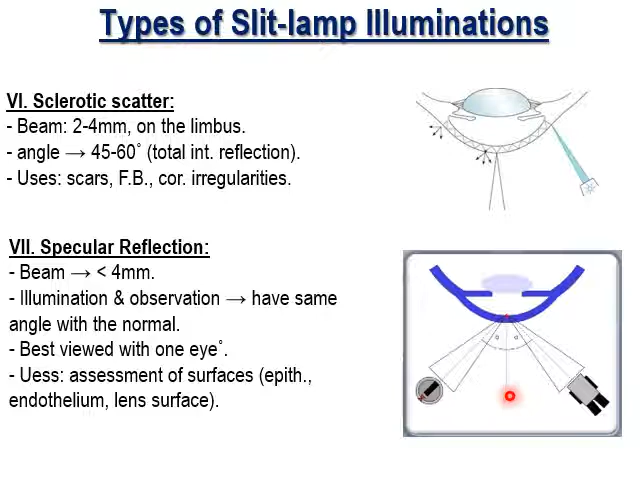 Types of Slit-lamp Illuminations
VI. Sclerotic scatter:
- Beam: 2-4mm, on the limbus.
- angle → 45-60˚ (total int. reflection).
- Uses: scars, F.B., cor. irregularities.
VII. Specular Reflection:
- Beam → < 4mm.
- Illumination & observation → have same
angle with the normal.
- Best viewed with one eye˚.
- Uess: assessment of surfaces (epith.,
endothelium, lens surface).